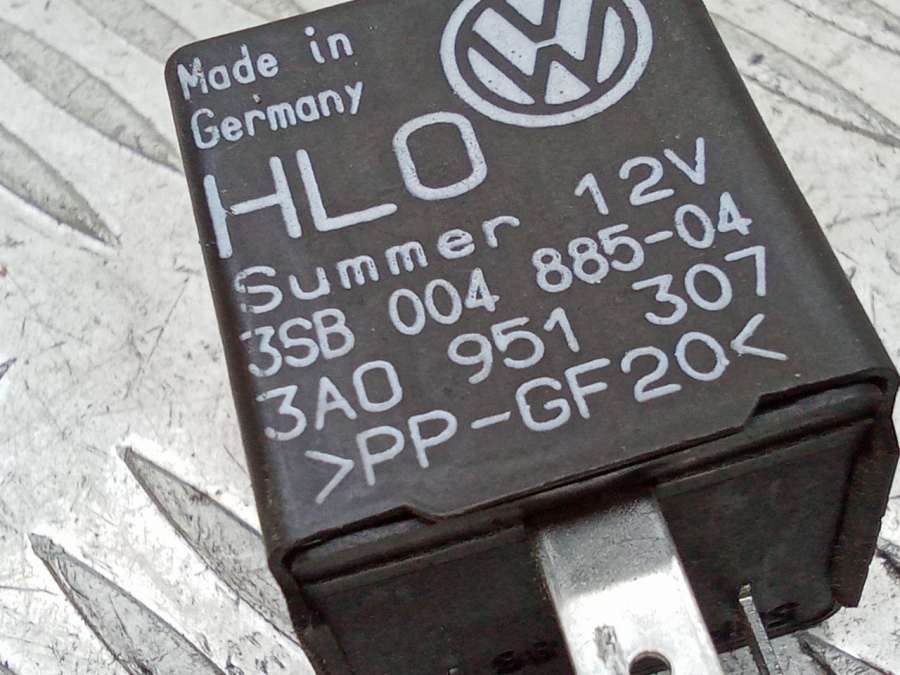 Made in
Germany
HLO
Summer 12V
3SB 004 885-04
3A0 951 307
>PP-GF20<